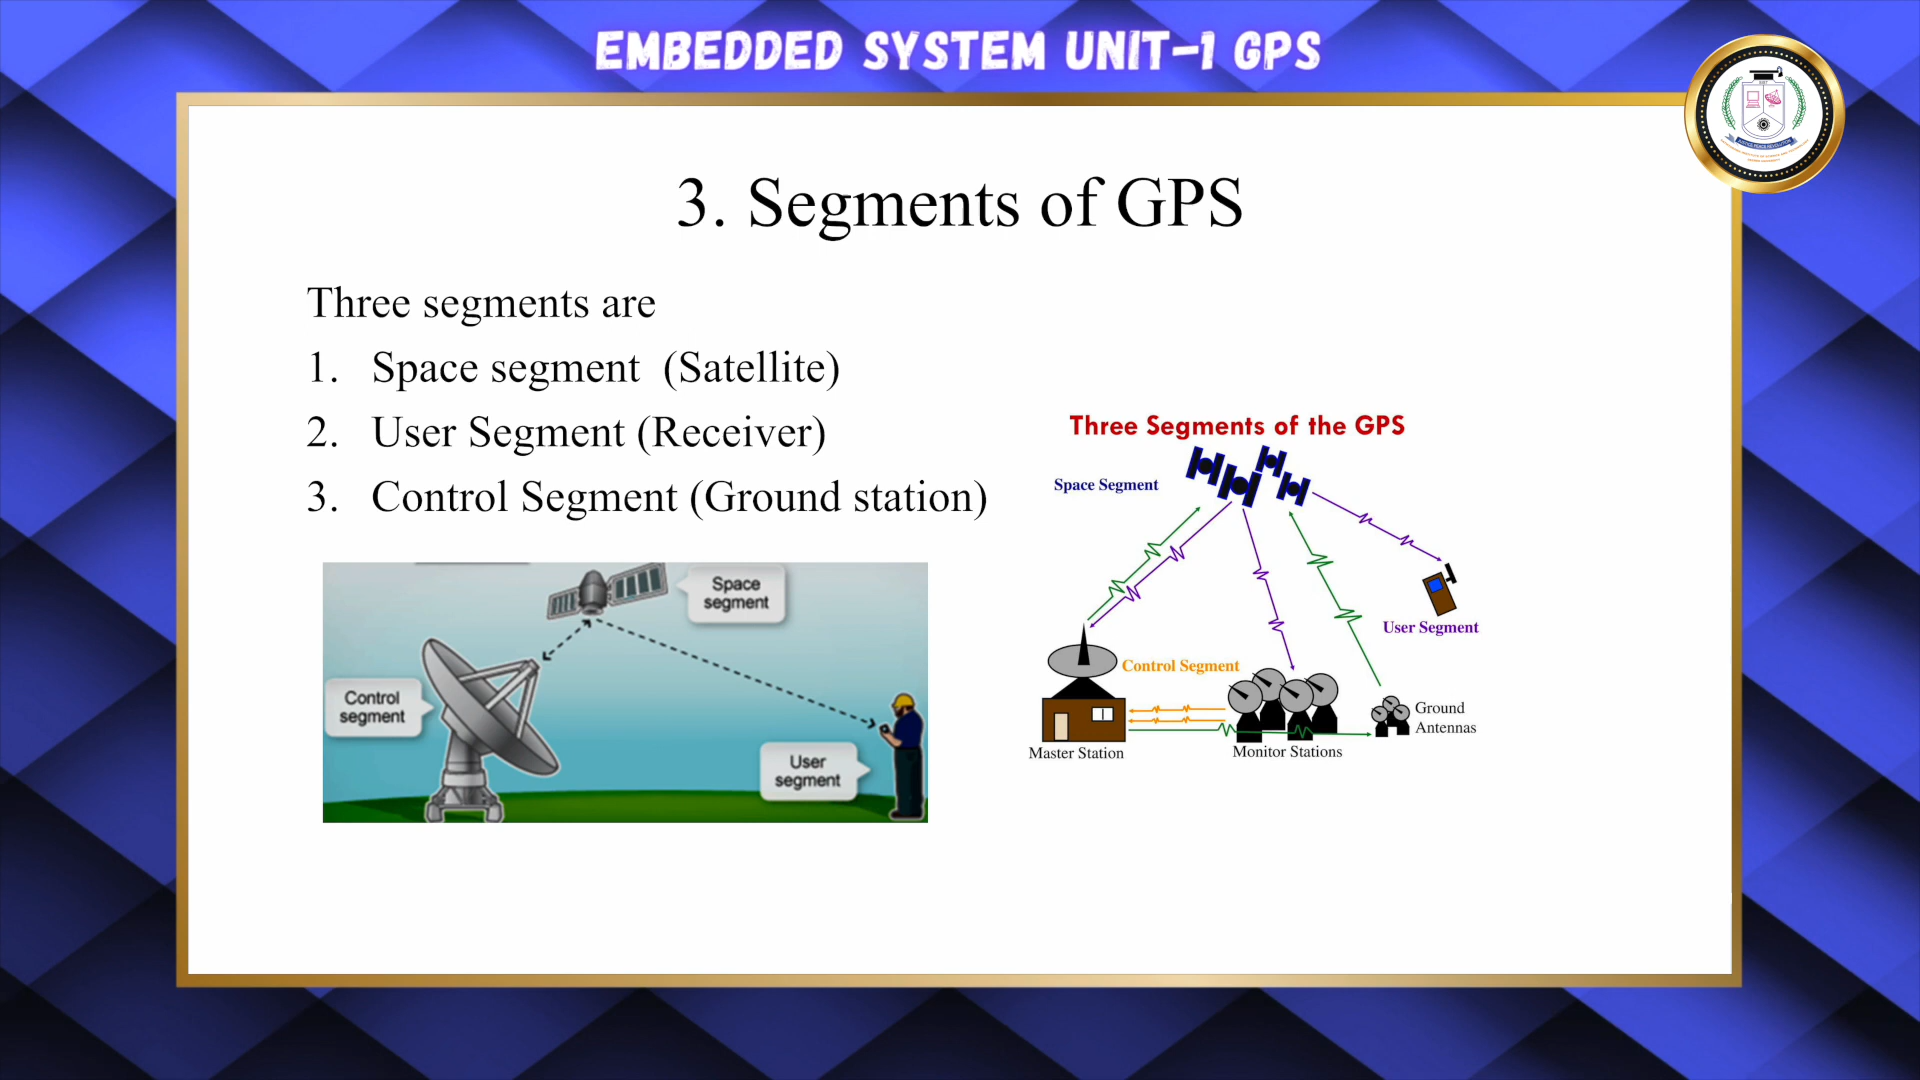 EMBEDDED SYSTEM UNIT-1 GPS
3. Segments of GPS
Three segments are
1. Space segment (Satellite)
2. User Segment (Receiver)
3. Control Segment (Ground station)
Space
segment
Control
segment
User
segment
Three Segments of the GPS
Space Segment
User Segment
Control Segment
Ground
Antennas
Master Station
Monitor Stations